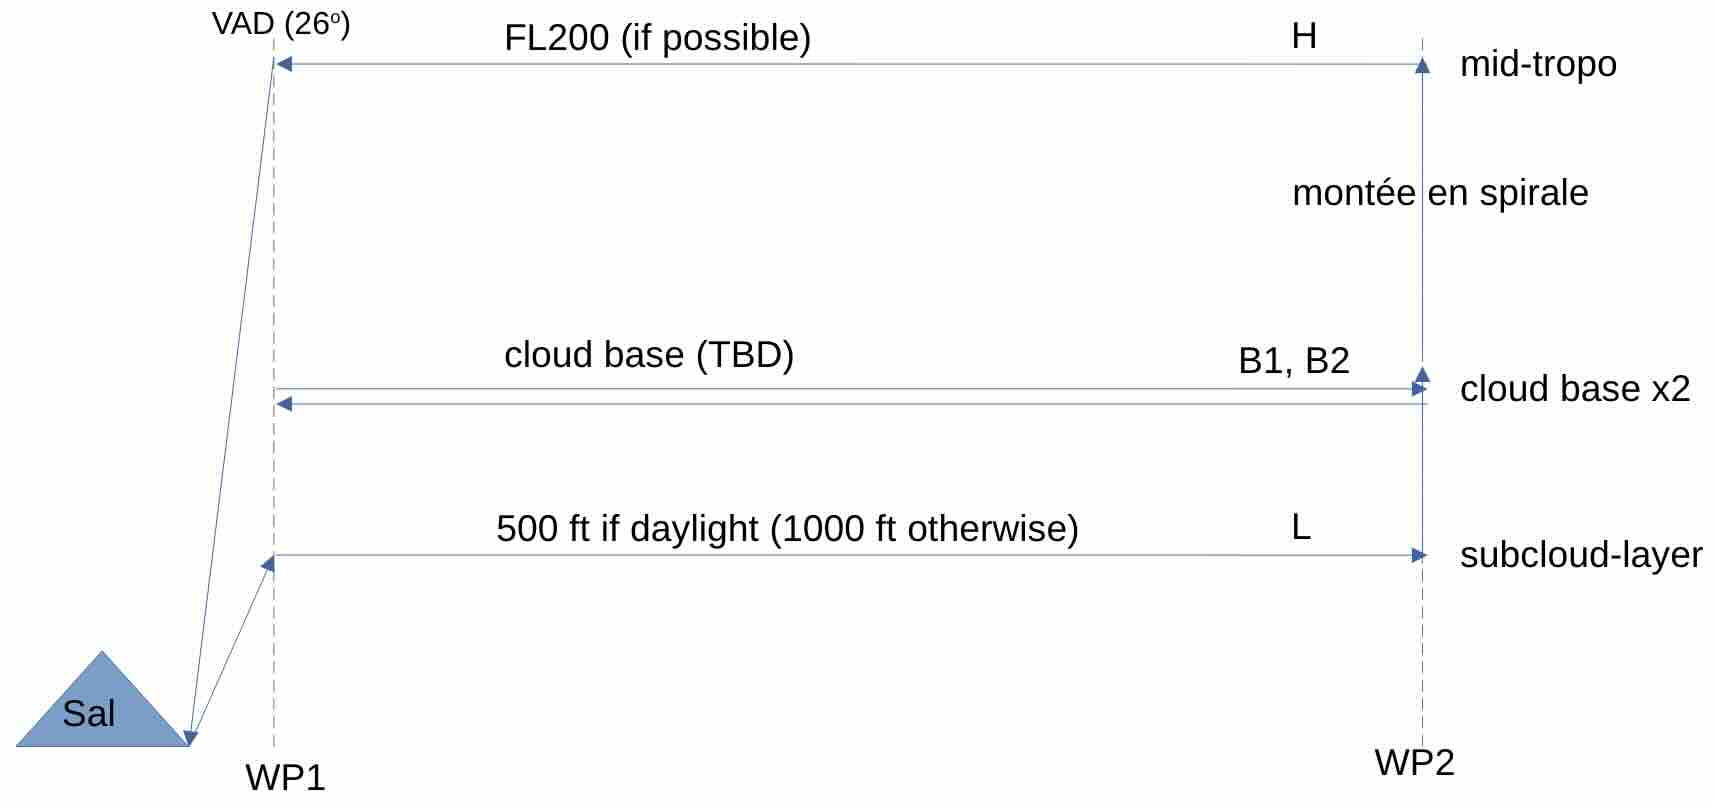 VAD (26º)
FL200 (if possible)
H
mid-tropo
montée en spirale
cloud base (TBD)
B1, B2
cloud base x2
500 ft if daylight (1000 ft otherwise)
L
subcloud-layer
Sal
WP1
WP2